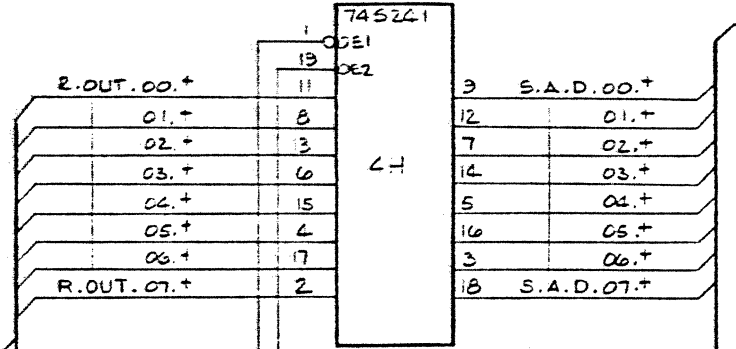 74S241
1 OE1
19 OE2
R.OUT.00.+ 11 9 S.A.D.00.+
01.+ 8 12 01.+
02.+ 13 7 02.+
03.+ 6 14 03.+
4H
04.+ 15 5 04.+
05.+ 4 16 05.+
06.+ 17 3 06.+
R.OUT.07.+ 2 18 S.A.D.07.+